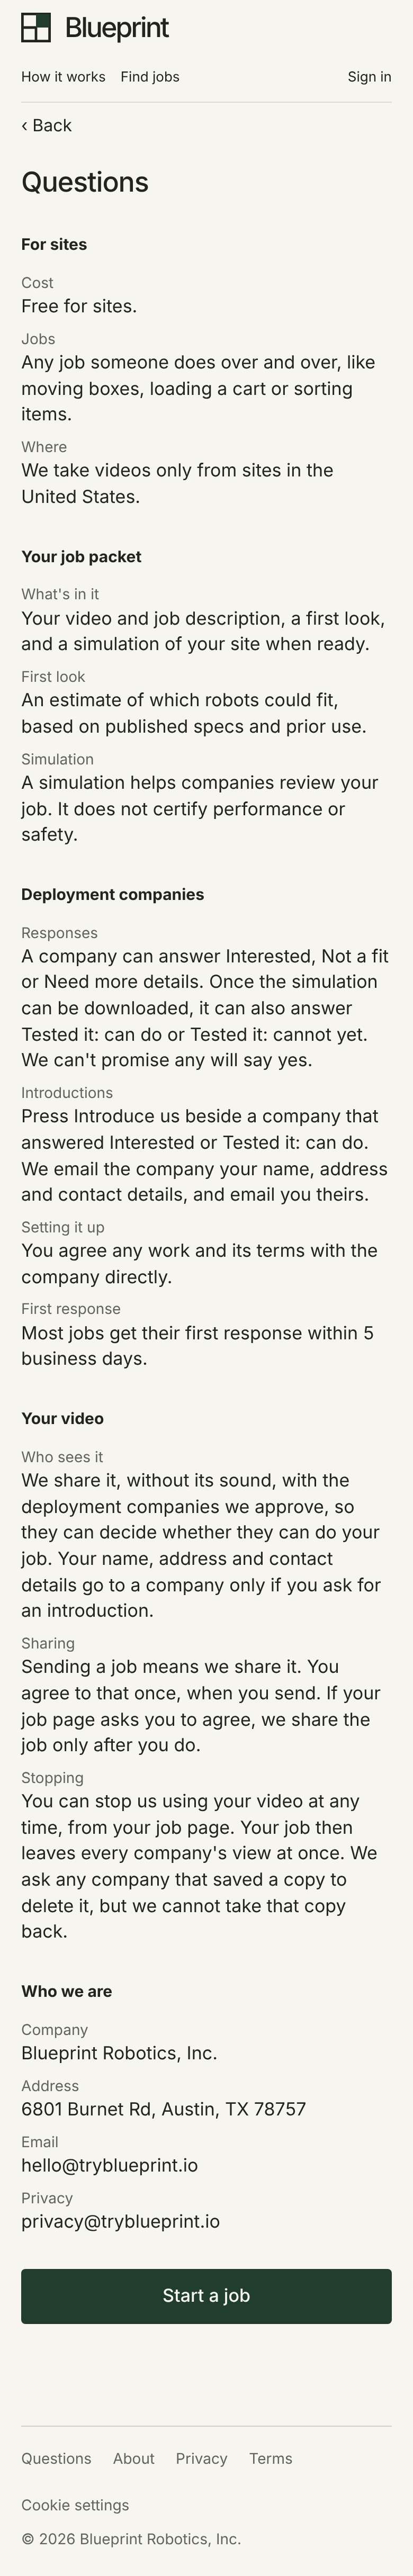 Blueprint
How it works Find jobs Sign in
‹ Back
Questions
For sites
Cost
Free for sites.
Jobs
Any job someone does over and over, like
moving boxes, loading a cart or sorting
items.
Where
We take videos only from sites in the
United States.
Your job packet
What's in it
Your video and job description, a first look,
and a simulation of your site when ready.
First look
An estimate of which robots could fit,
based on published specs and prior use.
Simulation
A simulation helps companies review your
job. It does not certify performance or
safety.
Deployment companies
Responses
A company can answer Interested, Not a fit
or Need more details. Once the simulation
can be downloaded, it can also answer
Tested it: can do or Tested it: cannot yet.
We can't promise any will say yes.
Introductions
Press Introduce us beside a company that
answered Interested or Tested it: can do.
We email the company your name, address
and contact details, and email you theirs.
Setting it up
You agree any work and its terms with the
company directly.
First response
Most jobs get their first response within 5
business days.
Your video
Who sees it
We share it, without its sound, with the
deployment companies we approve, so
they can decide whether they can do your
job. Your name, address and contact
details go to a company only if you ask for
an introduction.
Sharing
Sending a job means we share it. You
agree to that once, when you send. If your
job page asks you to agree, we share the
job only after you do.
Stopping
You can stop us using your video at any
time, from your job page. Your job then
leaves every company's view at once. We
ask any company that saved a copy to
delete it, but we cannot take that copy
back.
Who we are
Company
Blueprint Robotics, Inc.
Address
6801 Burnet Rd, Austin, TX 78757
Email
hello@tryblueprint.io
Privacy
privacy@tryblueprint.io
Start a job
Questions About Privacy Terms
Cookie settings
© 2026 Blueprint Robotics, Inc.